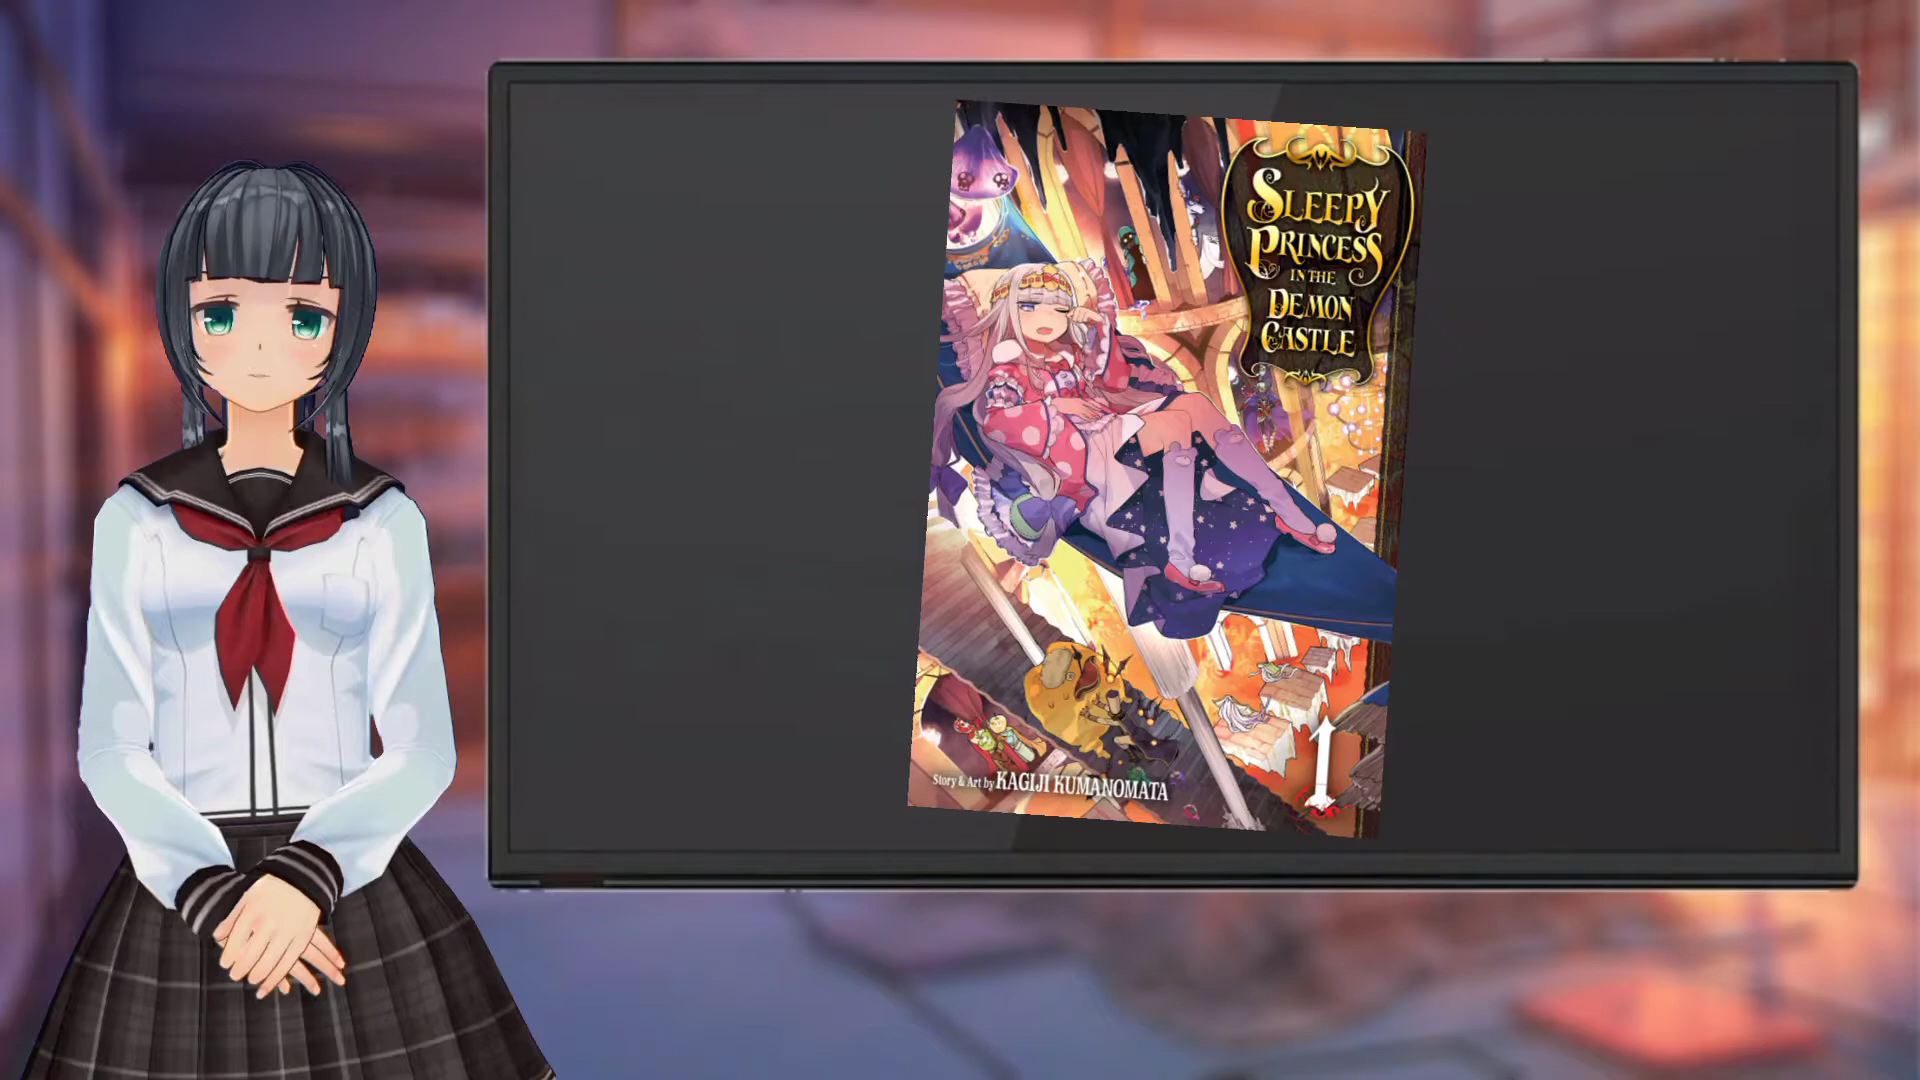 SLEEPY
PRINCESS
IN THE
DEMON
CASTLE
1
Story & Art by KAGIJI KUMANOMATA